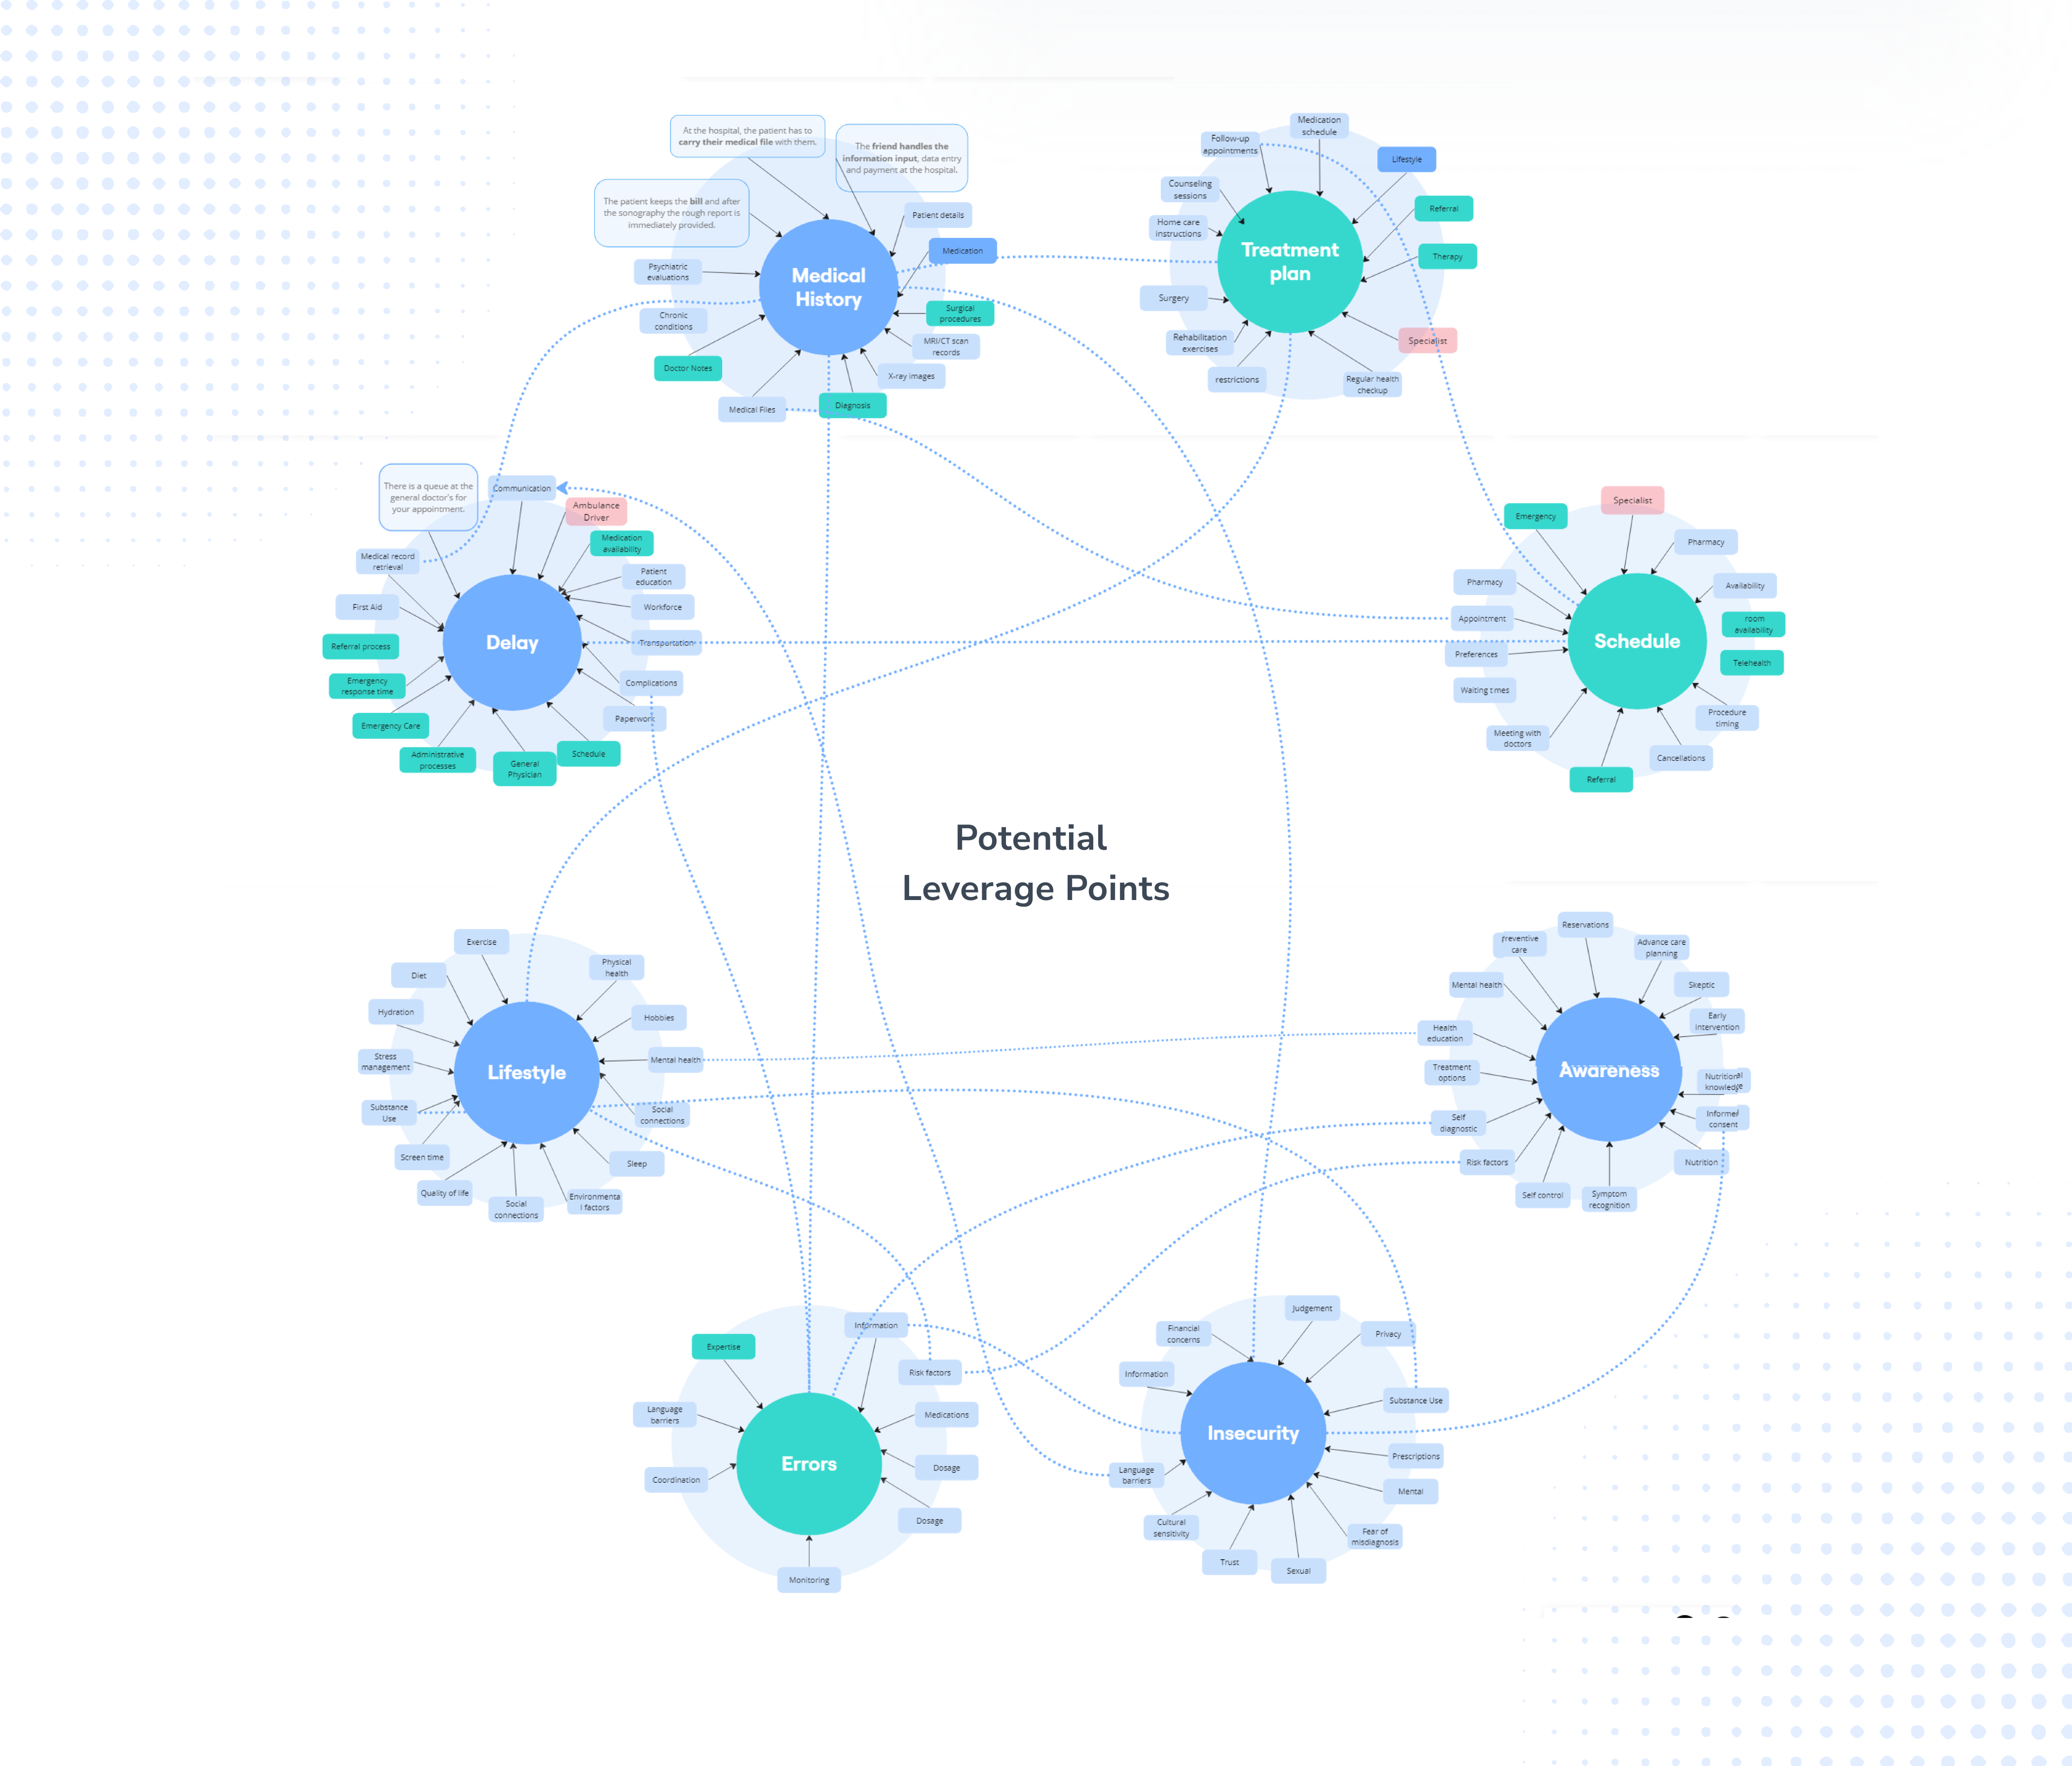 At the hospital, the patient has to
carry their medical file with them.
The friend handles the
information input, data entry
and payment at the hospital.
The patient keeps the bill and after
the sonography the rough report is
immediately provided.
Patient details
Medication
Psychiatric
evaluations
Medical
History
Chronic
conditions
Surgical
procedures
MRI/CT scan
records
Doctor Notes
X-ray images
Medical Files
Diagnosis
Medication
schedule
Follow-up
appointments
Lifestyle
Counseling
sessions
Referral
Home care
instructions
Treatment
plan
Therapy
Surgery
Rehabilitation
exercises
Specialist
restrictions
Regular health
checkup
There is a queue at the
general doctor's for
your appointment.
Communication
Ambulance
Driver
Medication
availability
Medical record
retrieval
Patient
education
First Aid
Workforce
Referral process
Delay
Transportation
Emergency
response time
Complications
Emergency Care
Paperwork
Administrative
processes
General
Physician
Schedule
Specialist
Emergency
Pharmacy
Pharmacy
Availability
Appointment
room
availability
Preferences
Schedule
Telehealth
Waiting times
Procedure
timing
Meeting with
doctors
Cancellations
Referral
Potential
Leverage Points
Exercise
Physical
health
Diet
Hydration
Hobbies
Stress
management
Mental health
Lifestyle
Substance
Use
Social
connections
Screen time
Sleep
Quality of life
Social
connections
Environmenta
l factors
Reservations
Preventive
care
Advance care
planning
Mental health
Skeptic
Health
education
Early
intervention
Treatment
options
Awareness
Nutrition
knowledg
Self
diagnostic
Informed
consent
Risk factors
Nutrition
Self control
Symptom
recognition
Information
Expertise
Risk factors
Language
barriers
Medications
Errors
Coordination
Dosage
Dosage
Monitoring
Judgement
Financial
concerns
Privacy
Information
Substance Use
Insecurity
Prescriptions
Language
barriers
Mental
Cultural
sensitivity
Fear of
misdiagnosis
Trust
Sexual